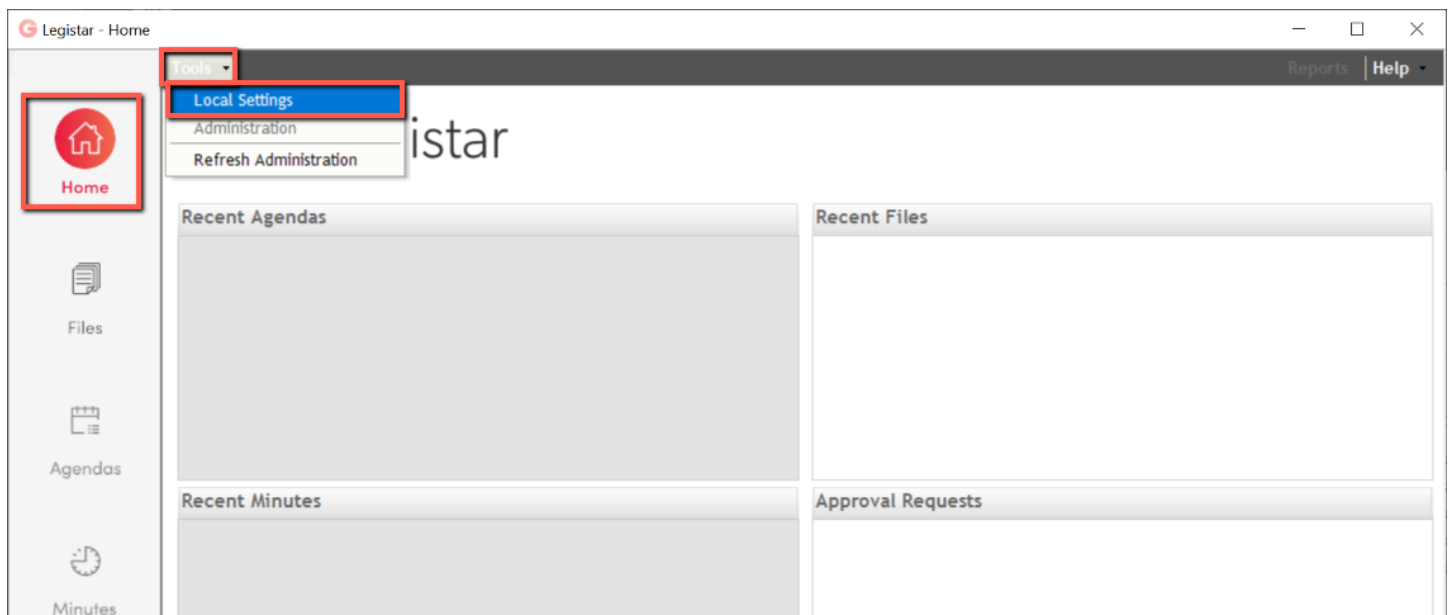 Legistar - Home
Tools
Reports Help
Local Settings
Administration
Refresh Administration
istar
Home
Recent Agendas
Recent Files
Files
Agendas
Recent Minutes
Approval Requests
Minutes